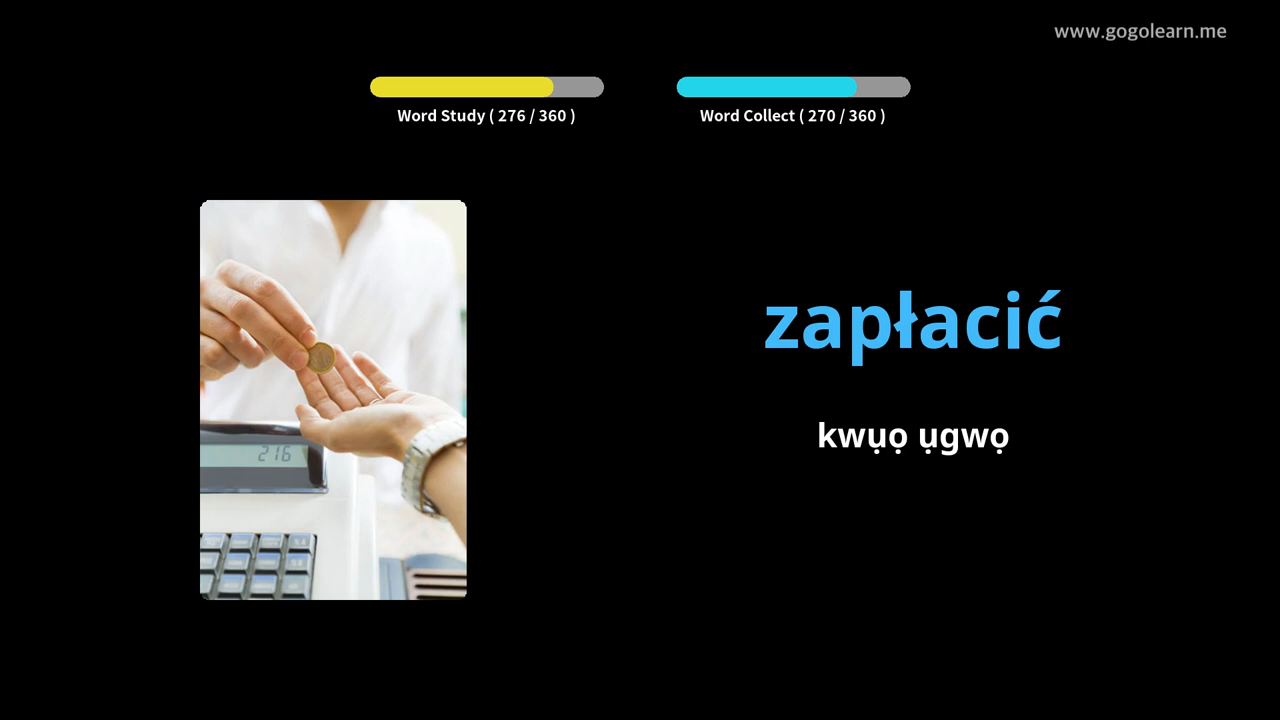 www.gogolearn.me
Word Study ( 276 / 360 )
Word Collect ( 270 / 360 )
zapłacić
kwụọ ụgwọ
216